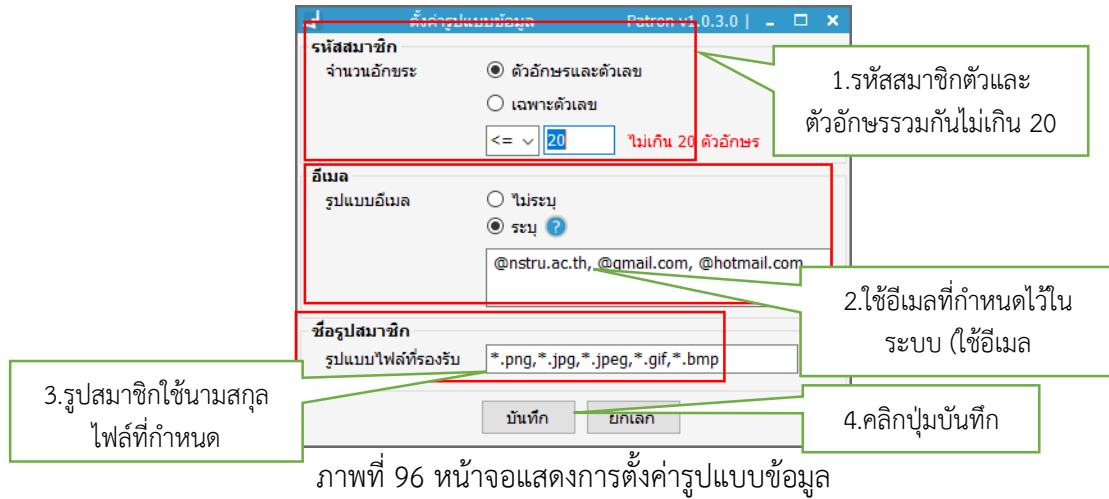 ตั้งค่ารูปแบบข้อมูล Patron v1.0.3.0 |
รหัสสมาชิก
จำนวนอักขระ ตัวอักษรและตัวเลข
เฉพาะตัวเลข
<= 20 ไม่เกิน 20 ตัวอักษร
1.รหัสสมาชิกตัวและ
ตัวอักษรรวมกันไม่เกิน 20
อีเมล
รูปแบบอีเมล ไม่ระบุ
ระบุ ?
@nstru.ac.th, @gmail.com, @hotmail.com
2.ใช้อีเมลที่กำหนดไว้ใน
ระบบ (ใช้อีเมล
ชื่อรูปสมาชิก
รูปแบบไฟล์ที่รองรับ *.png,*.jpg,*.jpeg,*.gif,*.bmp
3.รูปสมาชิกใช้นามสกุล
ไฟล์ที่กำหนด
บันทึก ยกเลิก
4.คลิกปุ่มบันทึก
ภาพที่ 96 หน้าจอแสดงการตั้งค่ารูปแบบข้อมูล